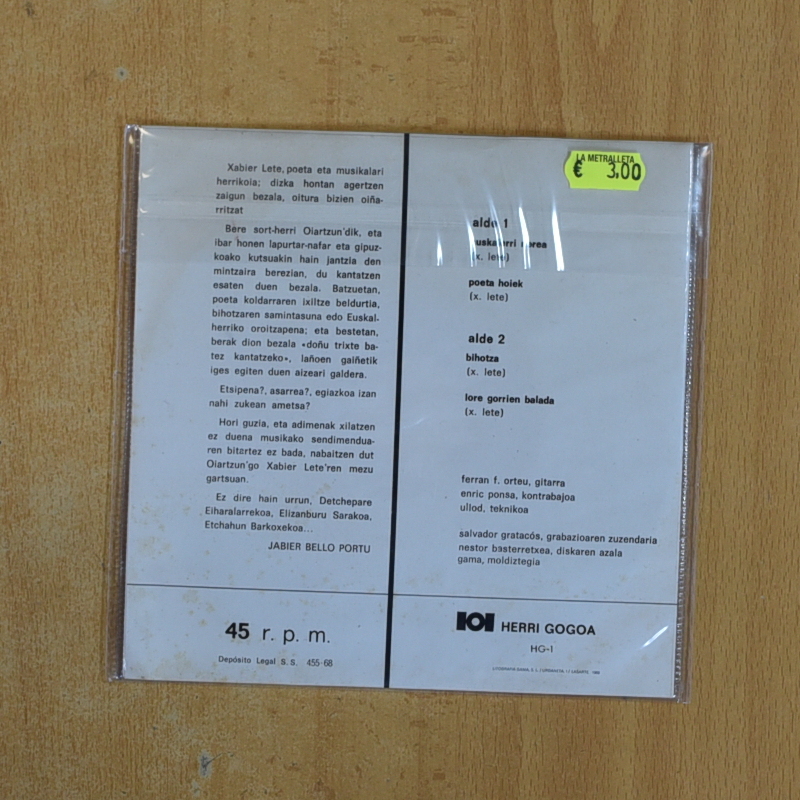 Xabier Lete, poeta eta musikalari
herrikoia; dizka hontan agertzen
zaigun bezala, oitura bizien oiña-
rritzat
Bere sort-herri Oiartzun'dik, eta
ibar honen lapurtar-nafar eta gipuz-
koako kutsuakin hain jantzia den
mintzaira berezian, du kantatzen
esaten duen bezala. Batzuetan,
poeta koldarraren ixiltze beldurtia,
bihotzaren samintasuna edo Euskal-
herriko oroitzapena; eta bestetan,
berak dion bezala «doñu trixte ba-
tez kantatzeko», lañoen gaiñetik
iges egiten duen aizeari galdera.
Etsipena?, asarrea?, egiazkoa izan
nahi zukean ametsa?
Hori guzia, eta adimenak xilatzen
ez duena musikako sendimendua-
ren bitartez ez bada, nabaitzen dut
Oiartzun'go Xabier Lete'ren mezu
gartsuan.
Ez dire hain urrun, Detchepare
Eiharalarrekoa, Elizanburu Sarakoa,
Etchahun Barkoxekoa...
JABIER BELLO PORTU
45 r. p. m.
Depósito Legal S. S. 455-68
LA METRALLETA
€ 3,00
alde 1
(x. lete)
poeta hoiek
(x. lete)
alde 2
bihotza
(x. lete)
lore gorrien balada
(x. lete)
ferran f. orteu, gitarra
enric ponsa, kontrabajoa
ullod, teknikoa
salvador gratacós, grabazioaren zuzendaria
nestor basterretxea, diskaren azala
gama, moldiztegia
HERRI GOGOA
HG-1